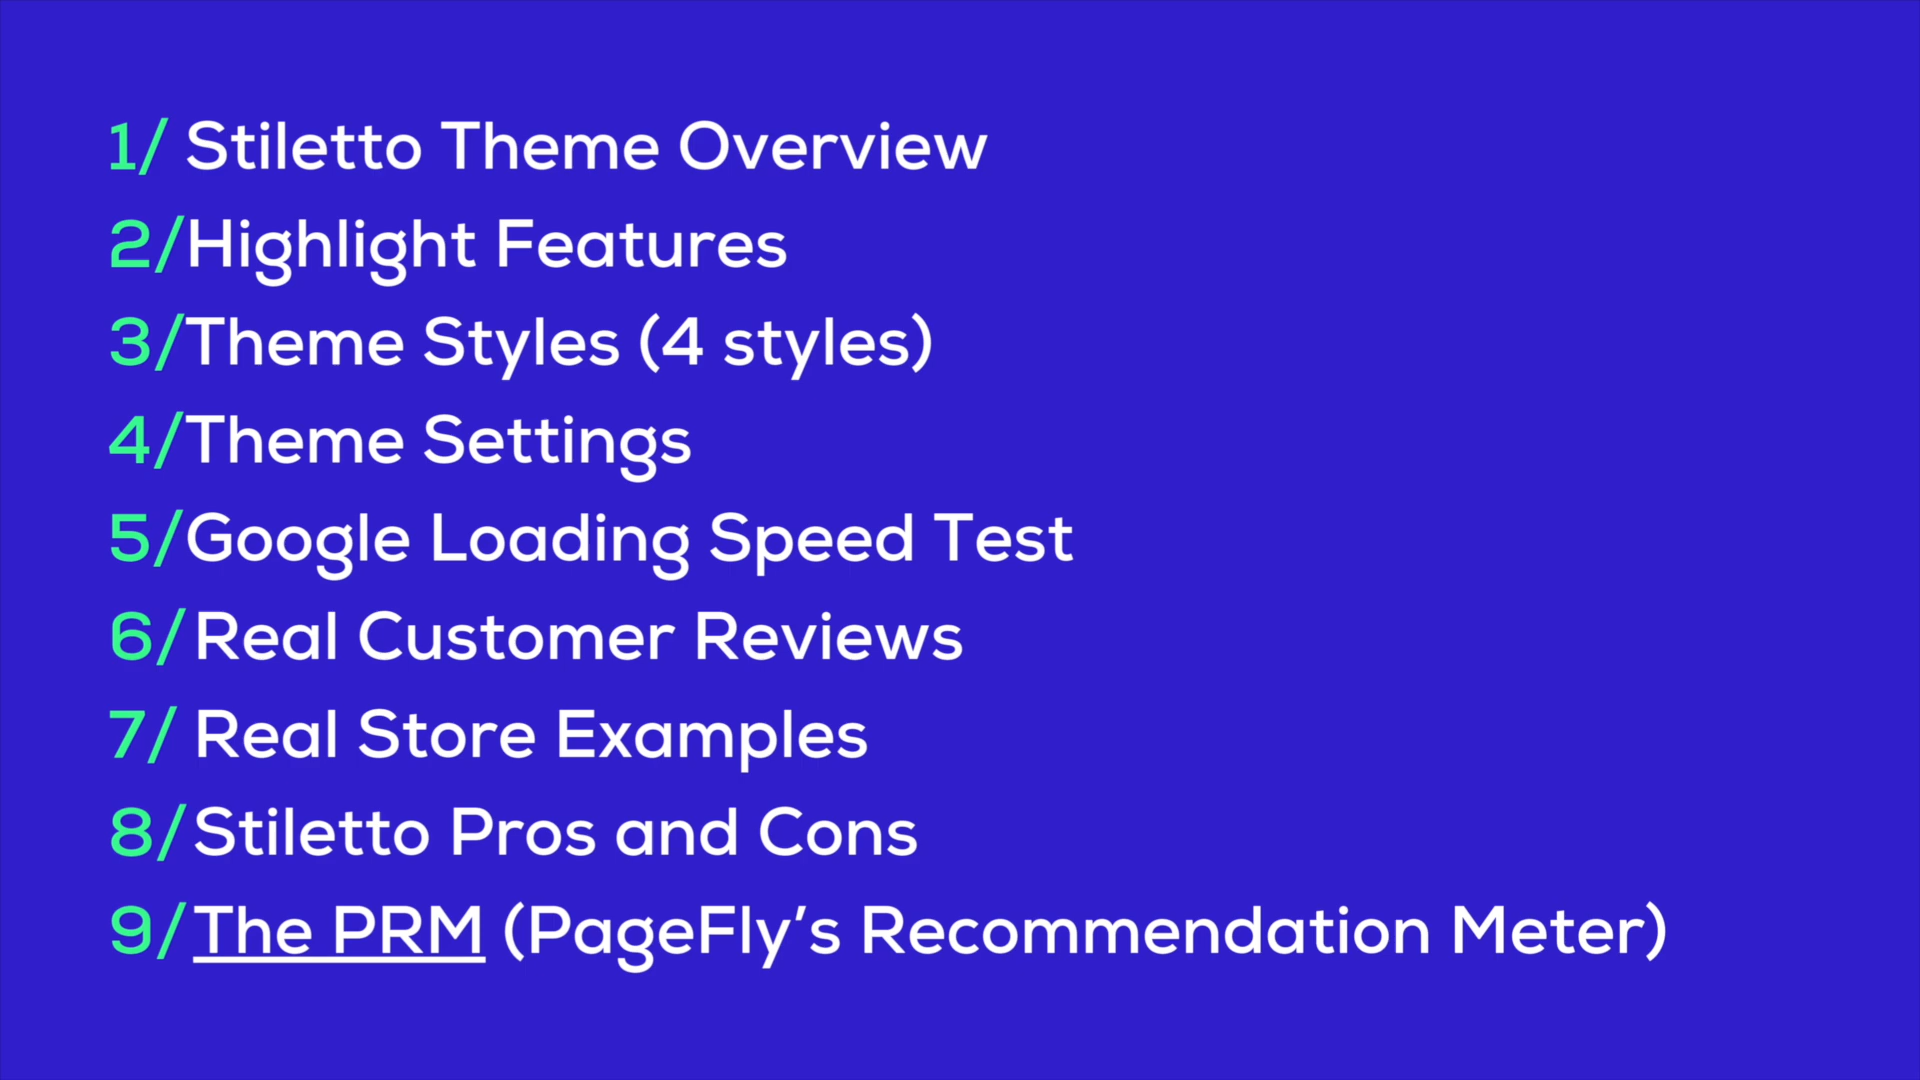 1/ Stiletto Theme Overview
2/Highlight Features
3/Theme Styles (4 styles)
4/Theme Settings
5/Google Loading Speed Test
6/Real Customer Reviews
7/ Real Store Examples
8/Stiletto Pros and Cons
9/The PRM (PageFly’s Recommendation Meter)